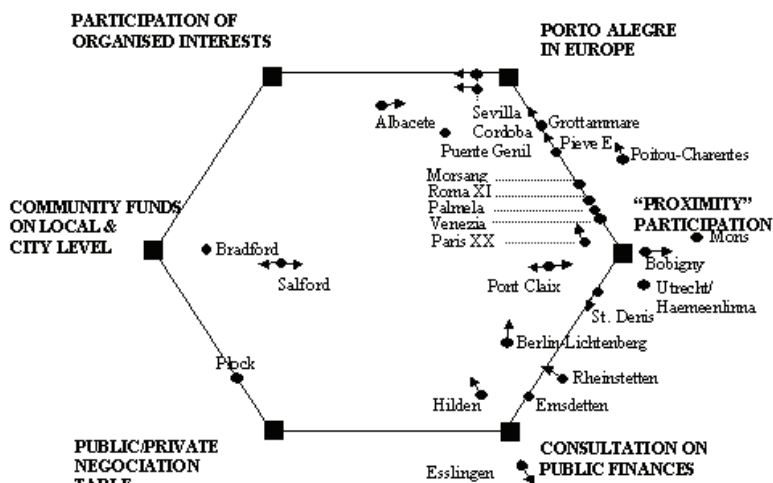 PARTICIPATION OF
ORGANISED INTERESTS
PORTO ALEGRE
IN EUROPE
Albacete
Sevilla
Cordoba
Puente Genil
Grottammare
Pieve E
Poitou-Charentes
Morsang
Roma XI
Palmela
Venezia
Paris XX
COMMUNITY FUNDS
ON LOCAL &
CITY LEVEL
"PROXIMITY"
PARTICIPATION
Mons
Bradford
Salford
Pont Claix
Bobigny
Utrecht/
Haemeenlinna
St. Denis
Berlin-Lichtenberg
Plock
Rheinstetten
Hilden
Emsdetten
PUBLIC/PRIVATE
NEGOCIATION
TABLE
CONSULTATION ON
PUBLIC FINANCES
Esslingen